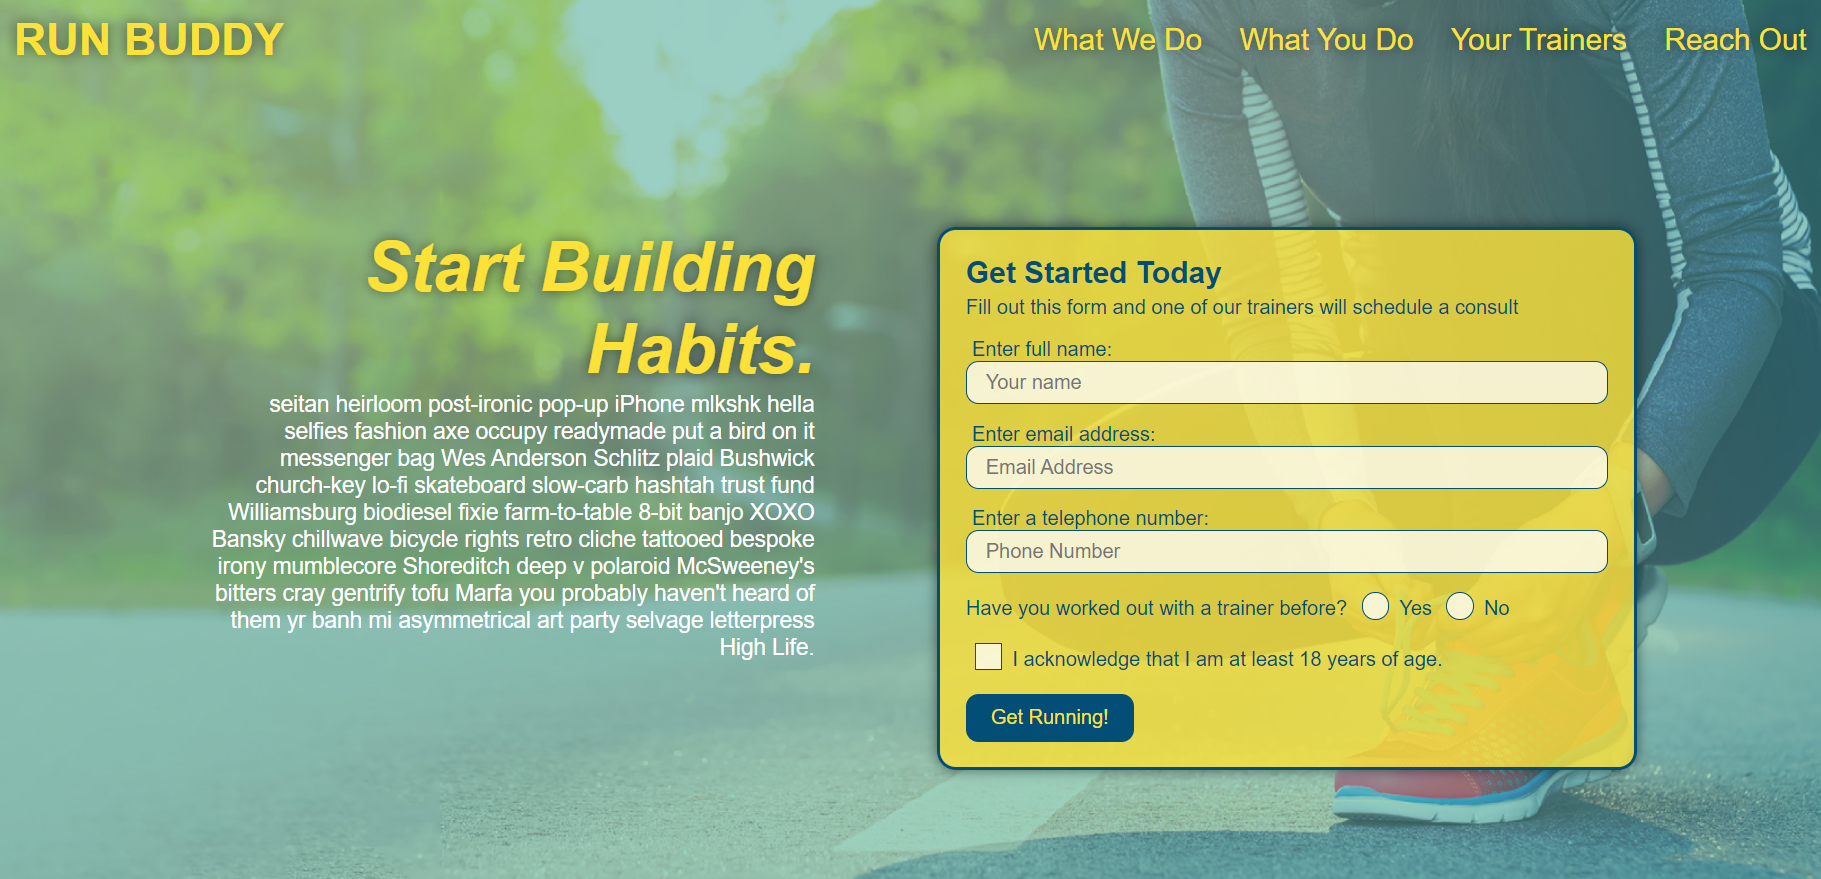 RUN BUDDY
What We Do
What You Do
Your Trainers
Reach Out
Start Building
Habits.
seitan heirloom post-ironic pop-up iPhone mlkshk hella
selfies fashion axe occupy readymade put a bird on it
messenger bag Wes Anderson Schlitz plaid Bushwick
church-key lo-fi skateboard slow-carb hashtah trust fund
Williamsburg biodiesel fixie farm-to-table 8-bit banjo XOXO
Bansky chillwave bicycle rights retro cliche tattooed bespoke
irony mumblecore Shoreditch deep v polaroid McSweeney's
bitters cray gentrify tofu Marfa you probably haven't heard of
them yr banh mi asymmetrical art party selvage letterpress
High Life.
Get Started Today
Fill out this form and one of our trainers will schedule a consult
Enter full name:
Your name
Enter email address:
Email Address
Enter a telephone number:
Phone Number
Have you worked out with a trainer before? Yes No
I acknowledge that I am at least 18 years of age.
Get Running!